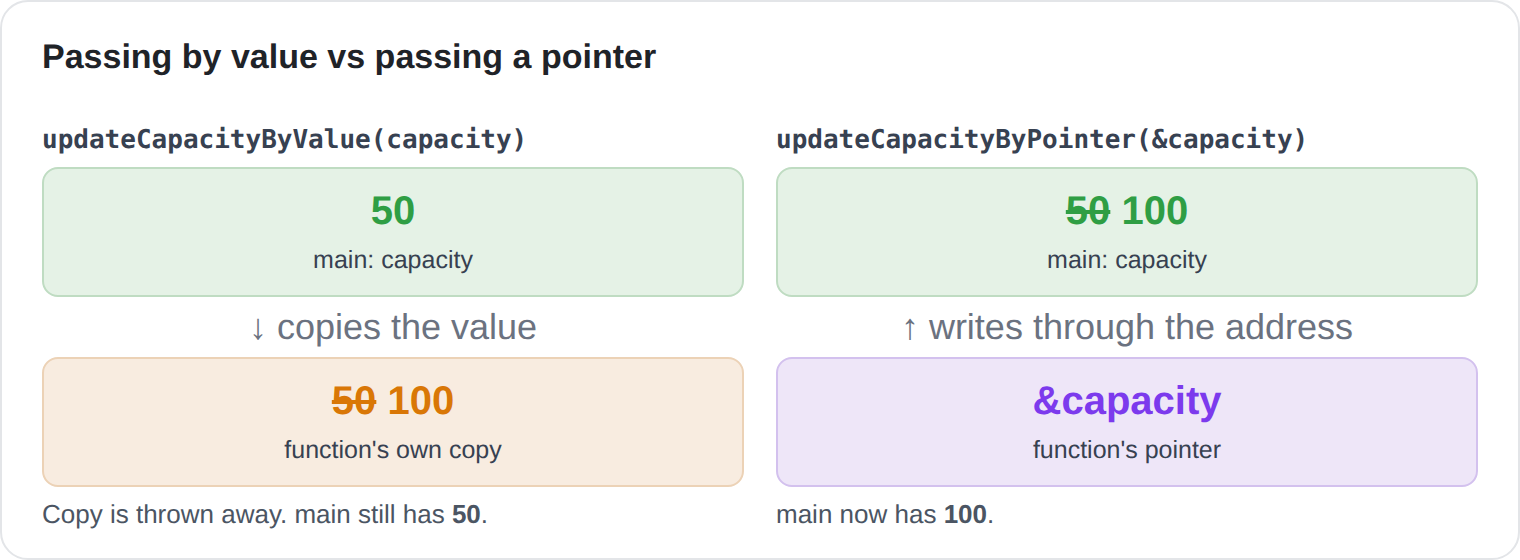 Passing by value vs passing a pointer
updateCapacityByValue(capacity)
50
main: capacity
↓ copies the value
50 100
function's own copy
Copy is thrown away. main still has 50.
updateCapacityByPointer(&capacity)
50 100
main: capacity
↑ writes through the address
&capacity
function's pointer
main now has 100.